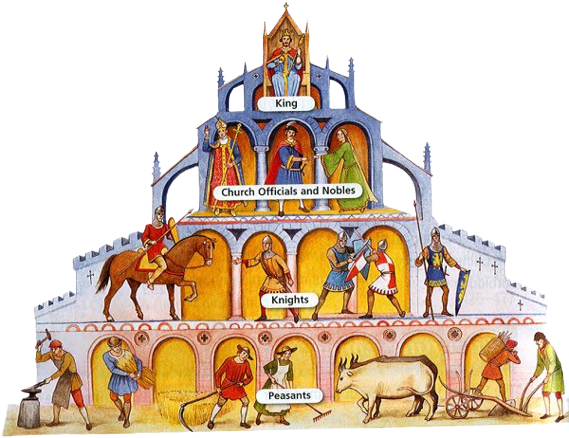 King
Church Officials and Nobles
Knights
Peasants